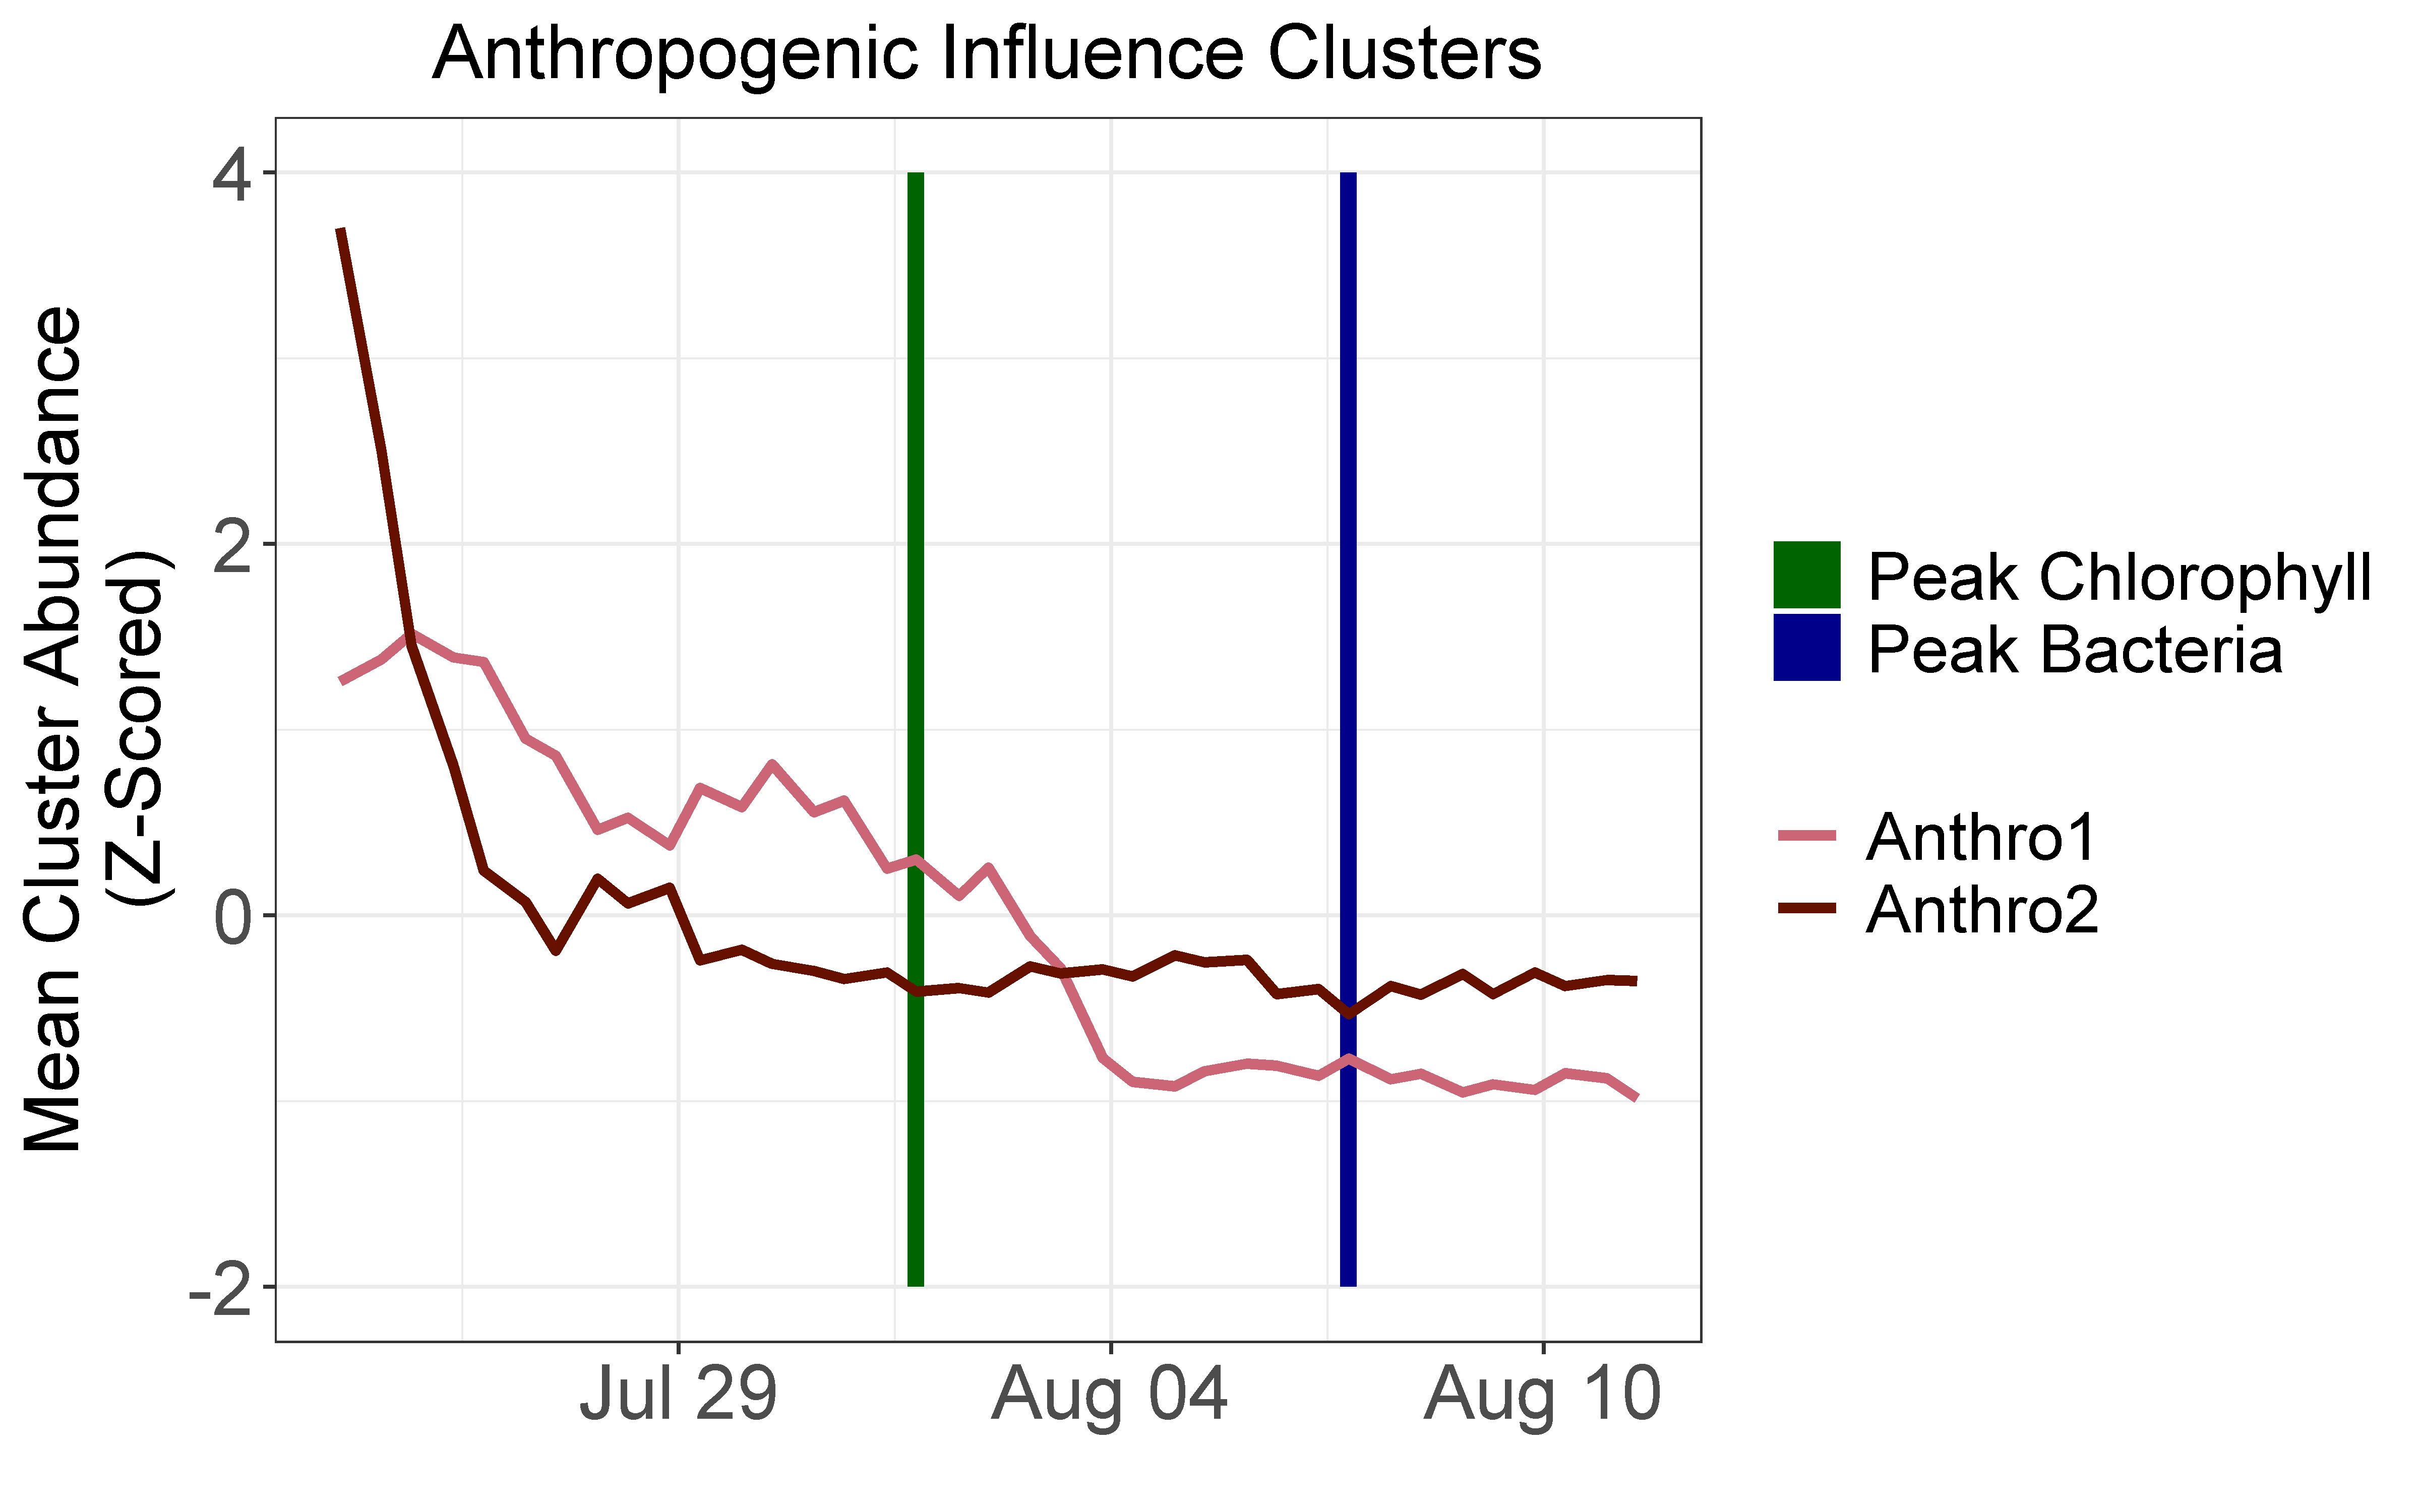 Anthropogenic Influence Clusters
Mean Cluster Abundance
(Z-Scored)
4
2
0
-2
Jul 29
Aug 04
Aug 10
Peak Chlorophyll
Peak Bacteria
Anthro1
Anthro2